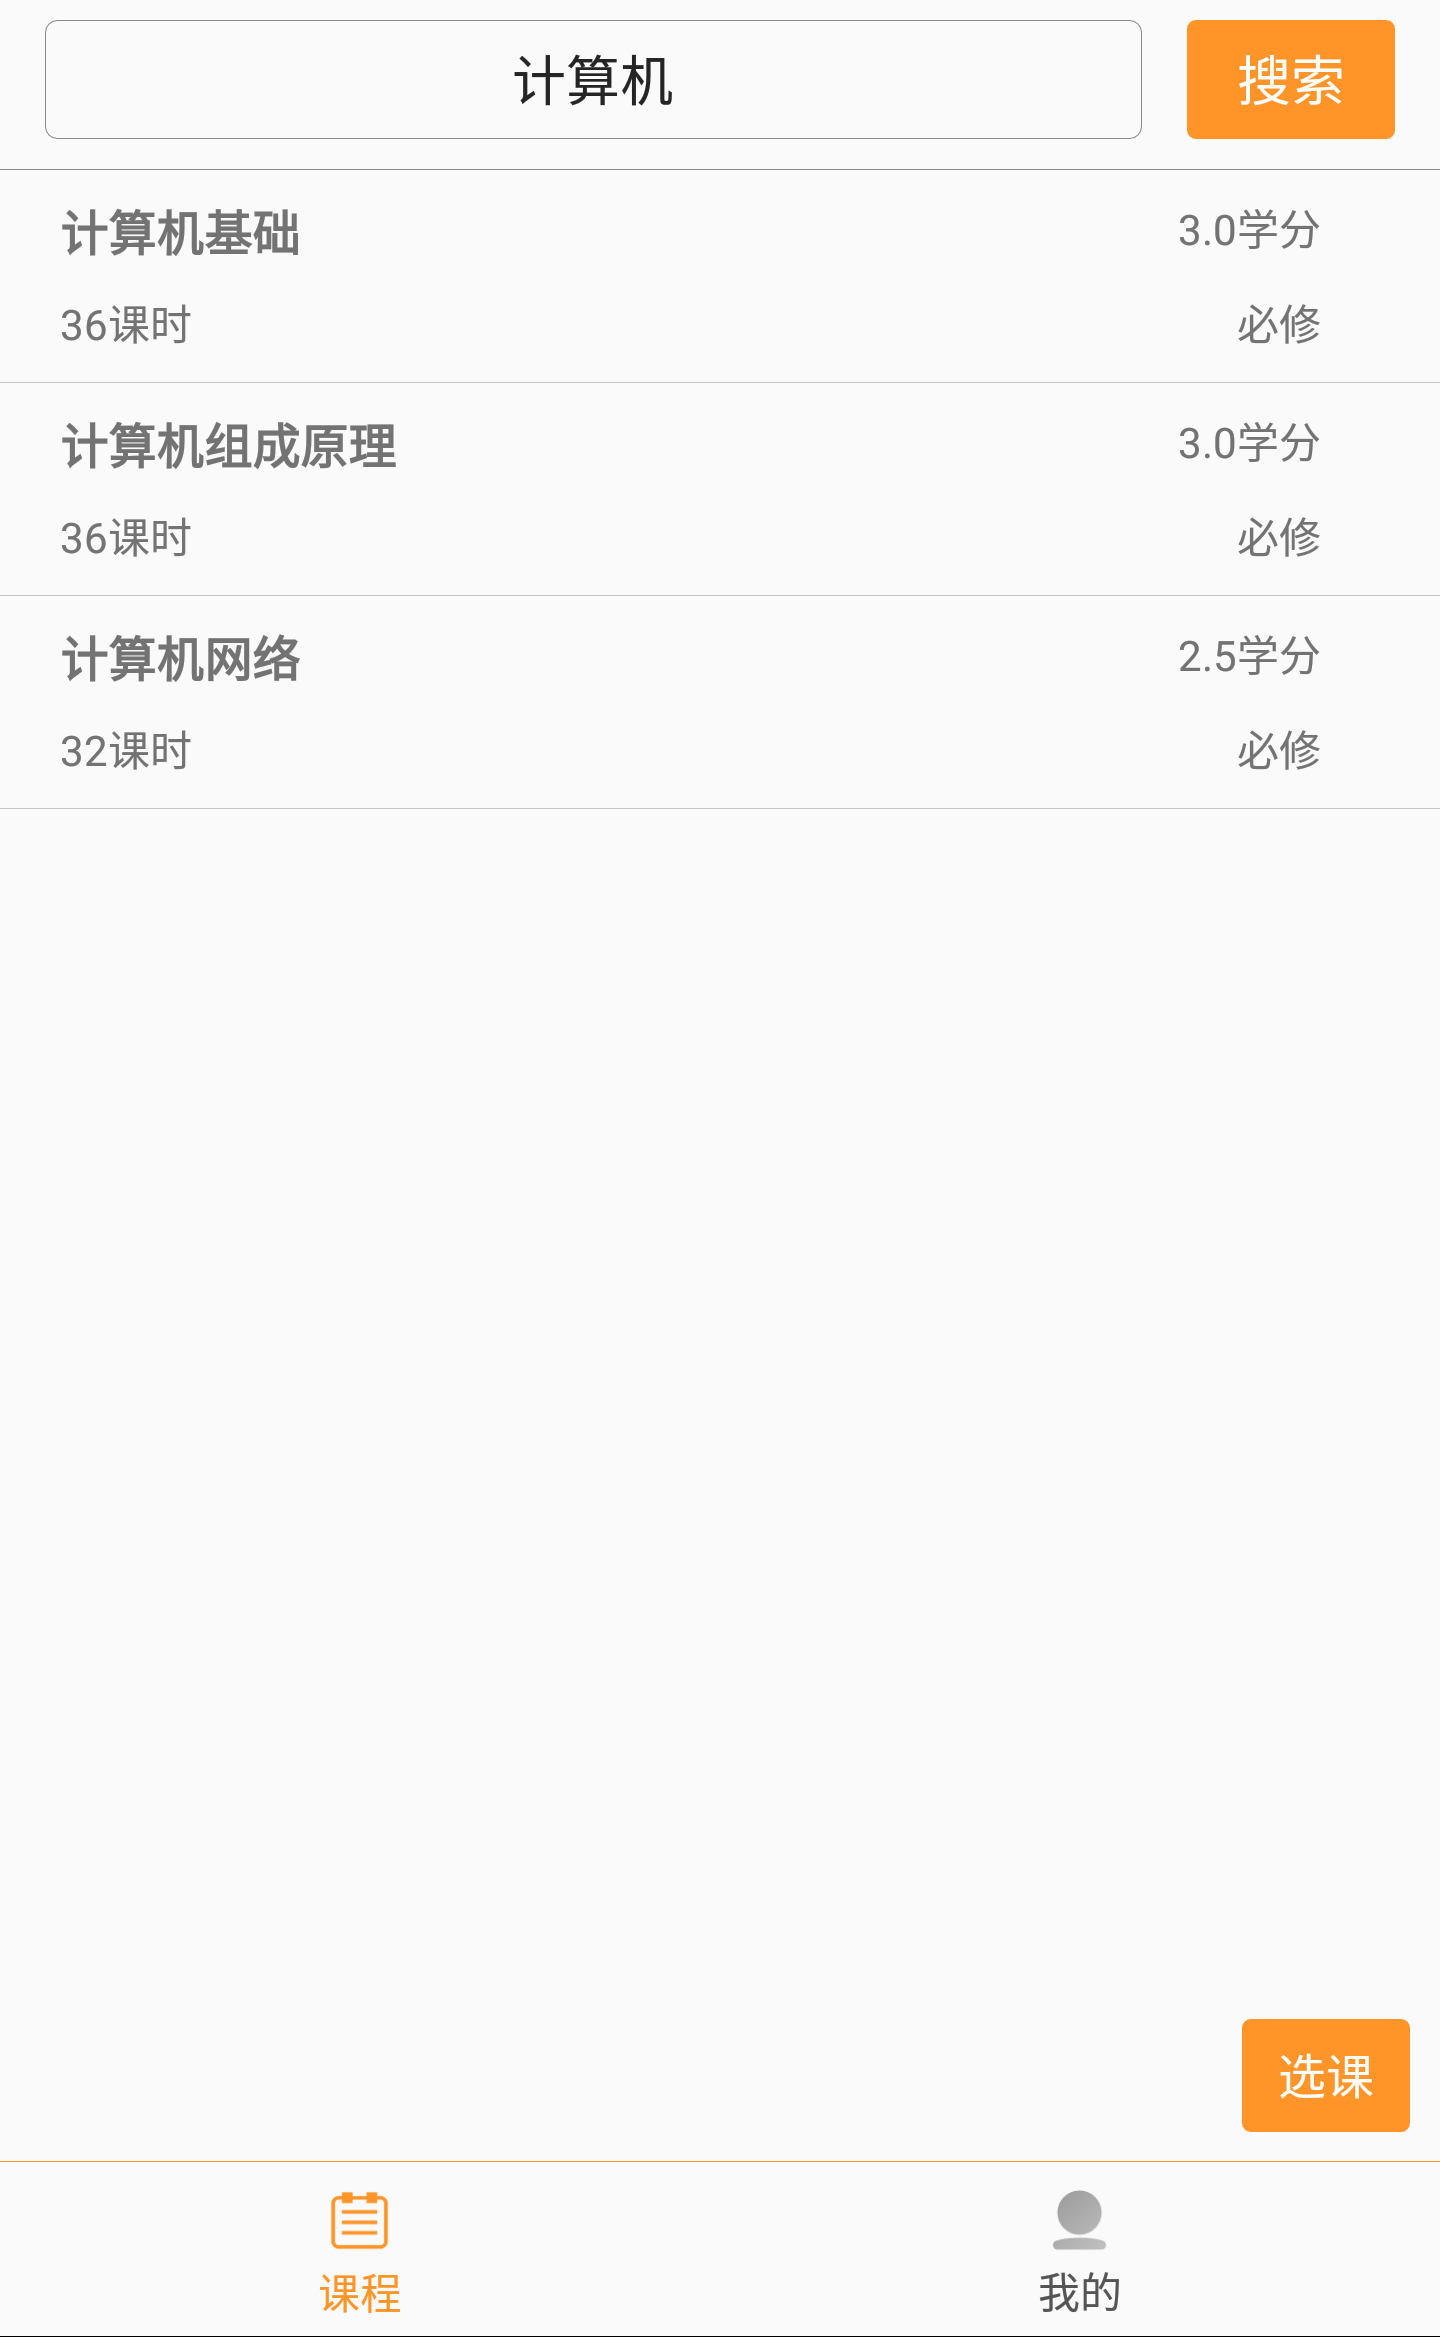 计算机
搜索
计算机基础
3.0学分
36课时
必修
计算机组成原理
3.0学分
36课时
必修
计算机网络
2.5学分
32课时
必修
选课
课程
我的